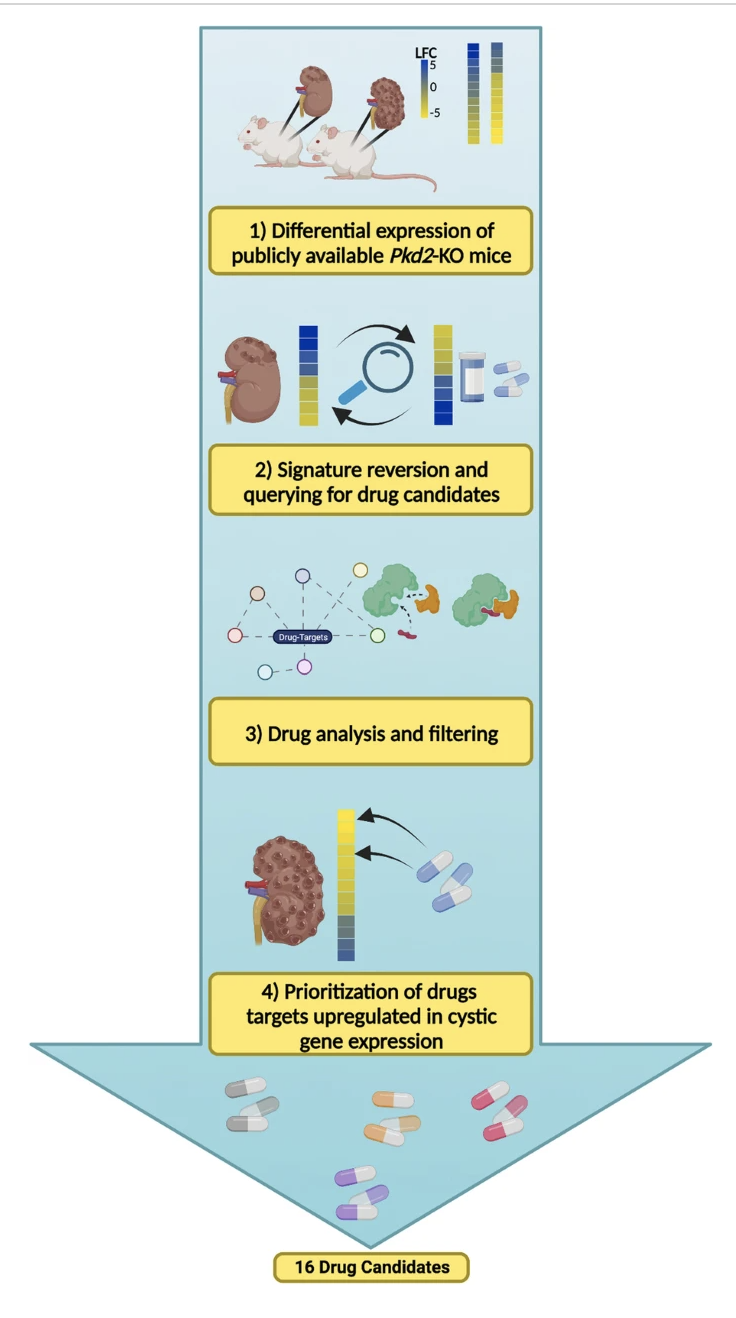 LFC
5
0
-5
1) Differential expression of
publicly available Pkd2-KO mice
2) Signature reversion and
querying for drug candidates
Drug-Targets
3) Drug analysis and filtering
4) Prioritization of drugs
targets upregulated in cystic
gene expression
16 Drug Candidates